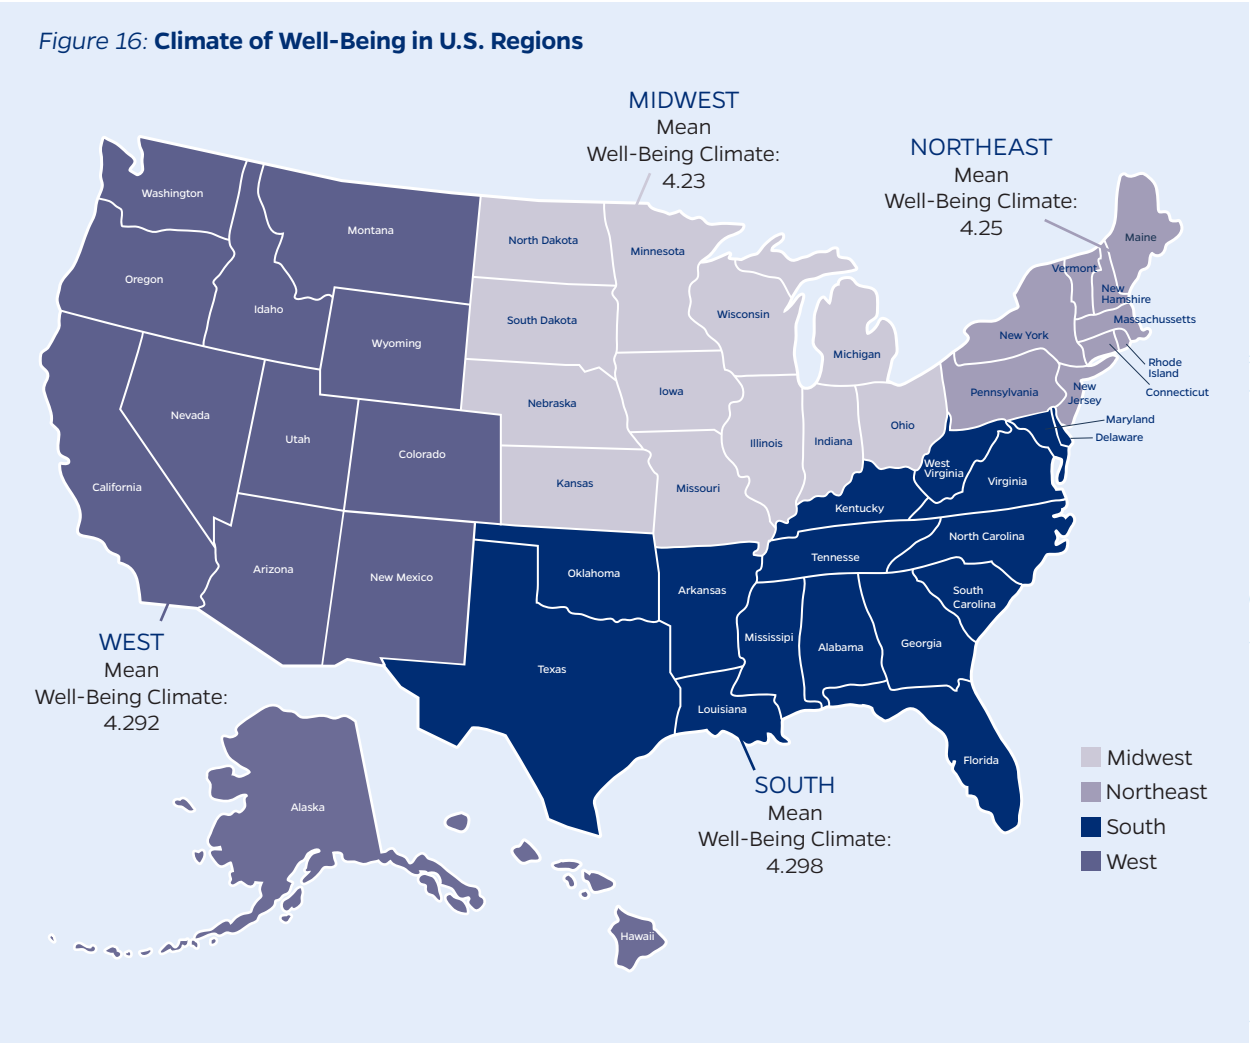 Figure 16: Climate of Well-Being in U.S. Regions
MIDWEST
Mean
Well-Being Climate:
4.23
NORTHEAST
Mean
Well-Being Climate:
4.25
Washington
Montana
North Dakota
Minnesota
Maine
Vermont
Oregon
Idaho
South Dakota
Wisconsin
New
Hamshire
Massachusetts
Wyoming
Michigan
New York
Rhode
Island
Connecticut
Nebraska
Iowa
Pennsylvania
New
Jersey
Nevada
Utah
Colorado
Illinois
Indiana
Ohio
Maryland
Delaware
California
Kansas
Missouri
West
Virginia
Virginia
Kentucky
Arizona
New Mexico
Oklahoma
Arkansas
Tennesse
North Carolina
South
Carolina
Texas
Mississipi
Alabama
Georgia
Louisiana
Florida
WEST
Mean
Well-Being Climate:
4.292
Alaska
Hawaii
SOUTH
Mean
Well-Being Climate:
4.298
Midwest
Northeast
South
West